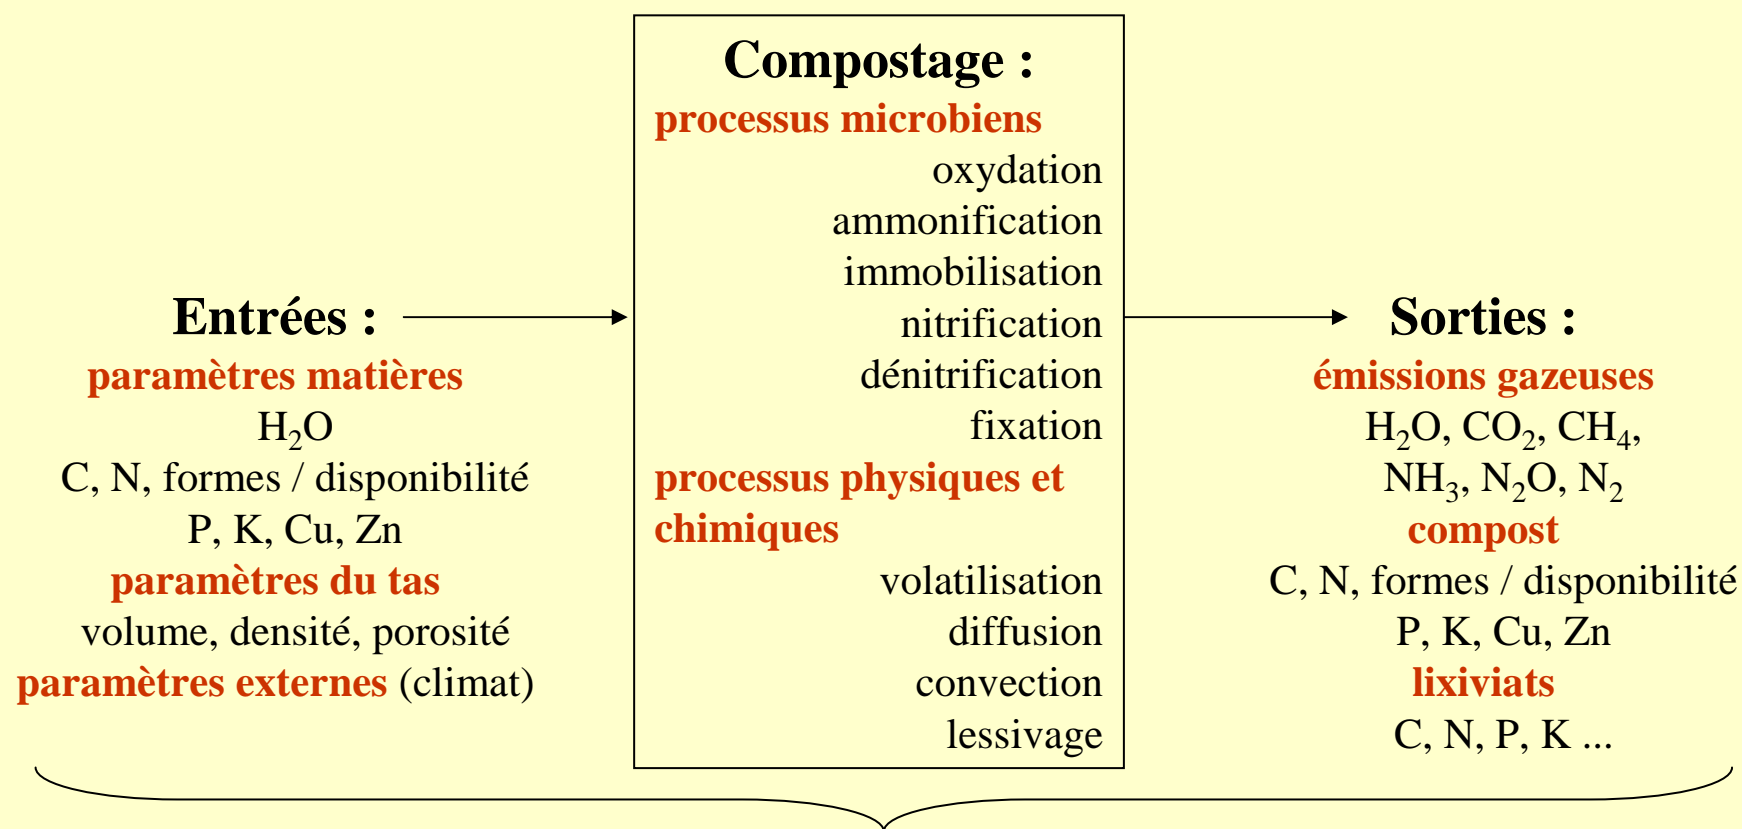 Entrées :
paramètres matières
H₂O
C, N, formes / disponibilité
P, K, Cu, Zn
paramètres du tas
volume, densité, porosité
paramètres externes (climat)
Compostage :
processus microbiens
oxydation
ammonification
immobilisation
nitrification
dénitrification
fixation
processus physiques et
chimiques
volatilisation
diffusion
convection
lessivage
Sorties :
émissions gazeuses
H₂O, CO₂, CH₄,
NH₃, N₂O, N₂
compost
C, N, formes / disponibilité
P, K, Cu, Zn
lixiviats
C, N, P, K ...